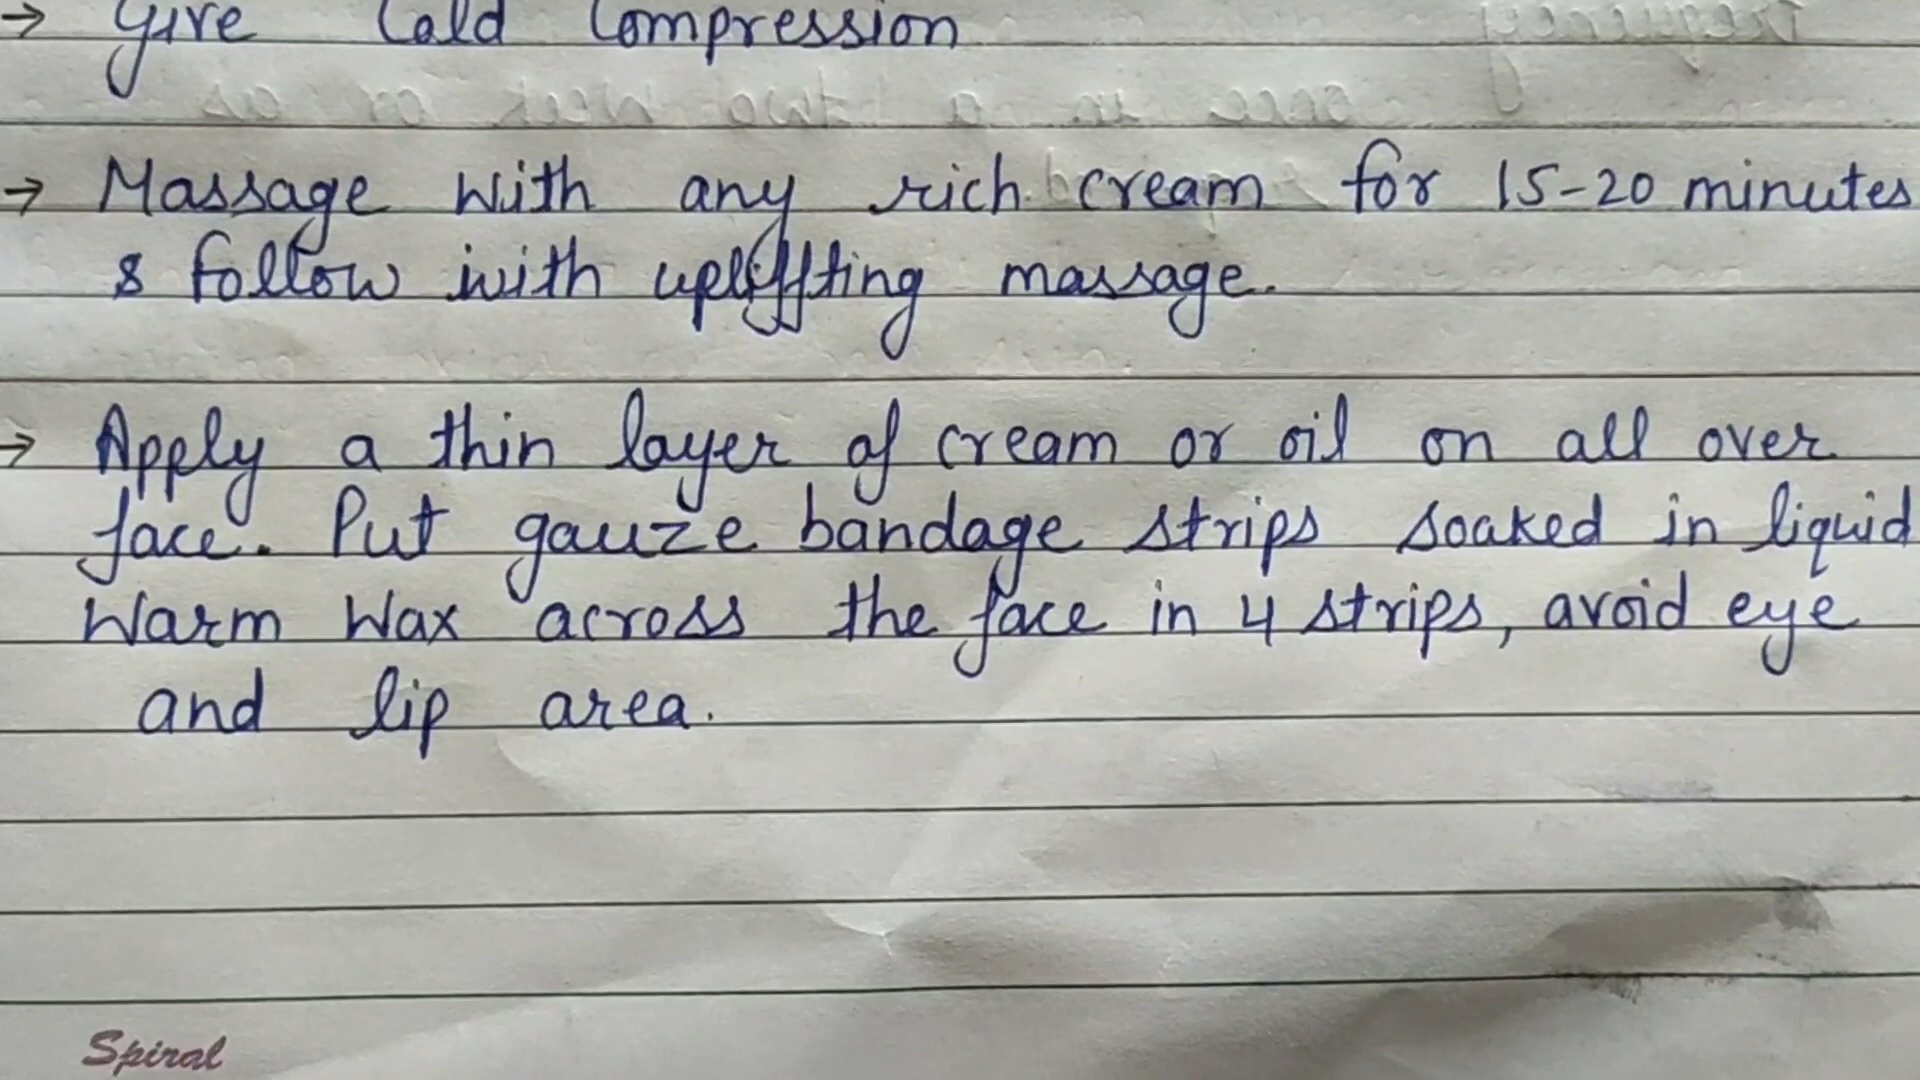 → Give Cold Compression
→ Massage with any rich cream for 15-20 minutes
& follow with upliffting massage.
→ Apply a thin layer of cream or oil on all over
face. Put gauze bandage strips soaked in liquid
Warm Wax across the face in 4 strips, avoid eye
and lip area.
Spiral